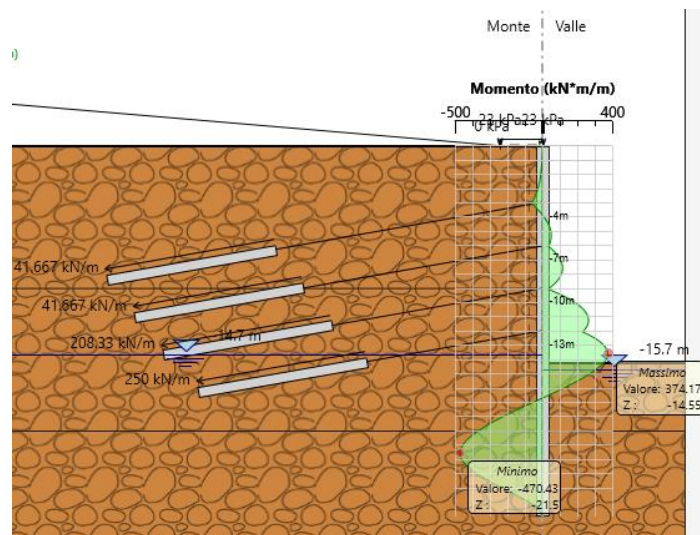 Monte
Valle
o)
Momento (kN*m/m)
-500
400
23 kPa
23 kPa
0 kPa
-4m
-7m
-10m
-13m
41.667 kN/m
41.667 kN/m
208.33 kN/m
14.7 m
250 kN/m
-15.7 m
Massimo
Valore: 374.17
Z : -14.55
Minimo
Valore: -470.43
Z : -21.5